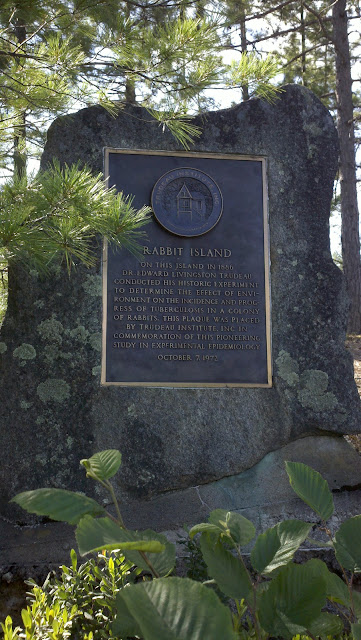 RABBIT ISLAND
ON THIS ISLAND IN 1886
DR. EDWARD LIVINGSTON TRUDEAU
CONDUCTED HIS HISTORIC EXPERIMENT
TO DETERMINE THE EFFECT OF ENVI-
RONMENT ON THE INCIDENCE AND PROG-
RESS OF TUBERCULOSIS IN A COLONY
OF RABBITS. THIS PLAQUE WAS PLACED
BY TRUDEAU INSTITUTE, INC. IN
COMMEMORATION OF THIS PIONEERING
STUDY IN EXPERIMENTAL EPIDEMIOLOGY.
OCTOBER 7, 1972